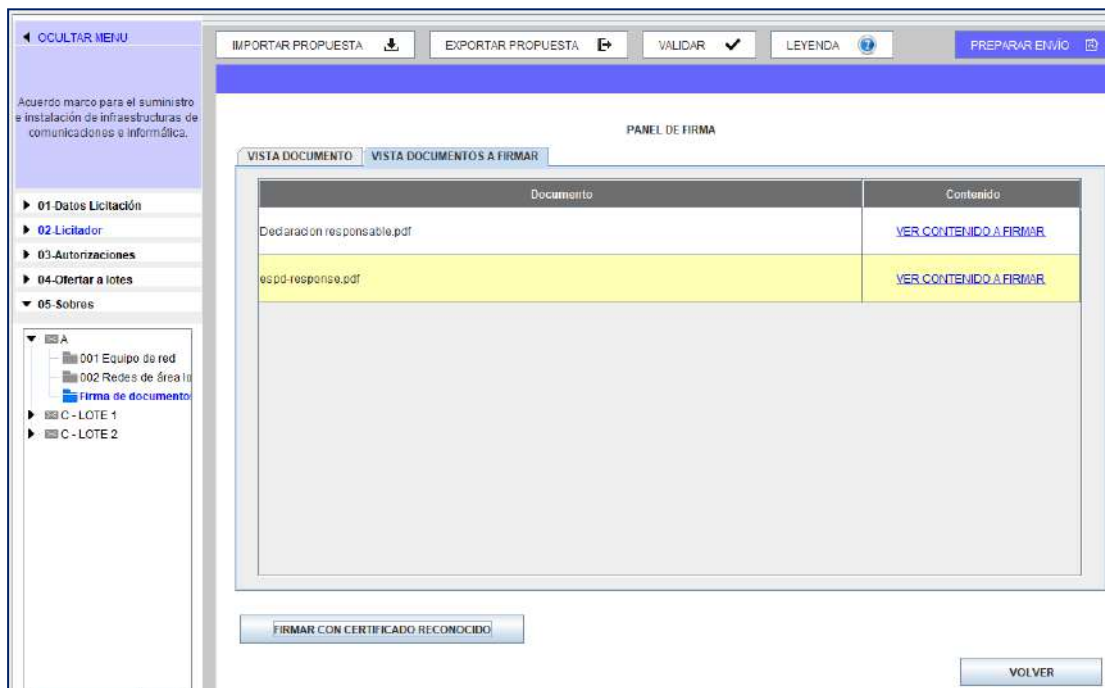 OCULTAR MENU
IMPORTAR PROPUESTA
EXPORTAR PROPUESTA
VALIDAR
LEYENDA
PREPARAR ENVÍO
Acuerdo marco para el suministro
e instalación de infraestructuras de
comunicaciones e informática.
PANEL DE FIRMA
VISTA DOCUMENTO
VISTA DOCUMENTOS A FIRMAR
Documento
Contenido
Declaracion responsable.pdf
VER CONTENIDO A FIRMAR
espd-response.pdf
VER CONTENIDO A FIRMAR
01-Datos Licitación
02-Licitador
03-Autorizaciones
04-Ofertar a lotes
05-Sobres
A
001 Equipo de red
002 Redes de área lo
Firma de documento
C - LOTE 1
C - LOTE 2
FIRMAR CON CERTIFICADO RECONOCIDO
VOLVER